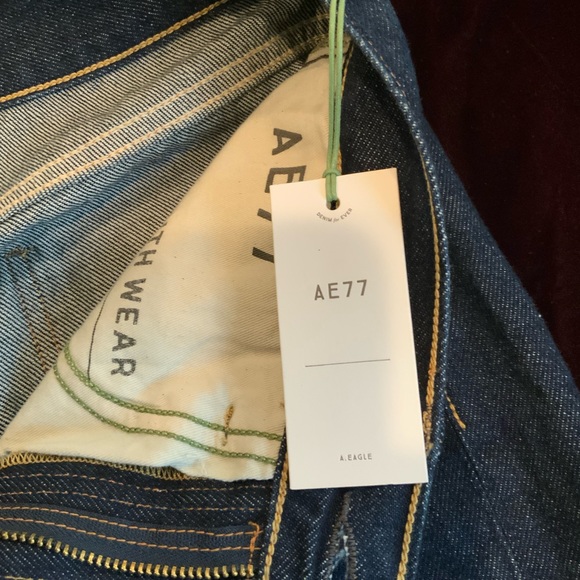 AE77
TH WEAR
DENIM for EVER
AE77
A.EAGLE